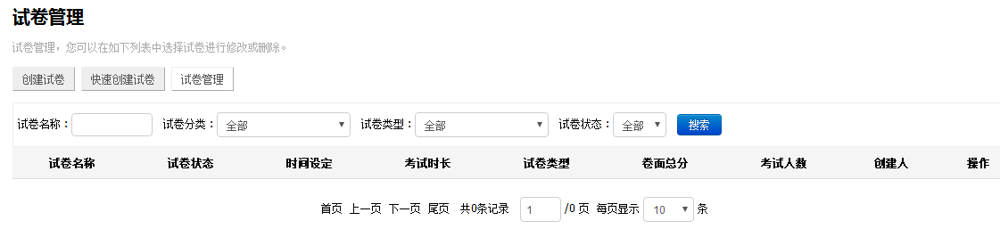 试卷管理
试卷管理，您可以在如下列表中选择试卷进行修改或删除。
创建试卷 快速创建试卷 试卷管理
试卷名称： 试卷分类： 全部 试卷类型： 全部 试卷状态： 全部 搜索
试卷名称 试卷状态 时间设定 考试时长 试卷类型 卷面总分 考试人数 创建人 操作
首页 上一页 下一页 尾页 共0条记录 1 /0 页 每页显示 10 条